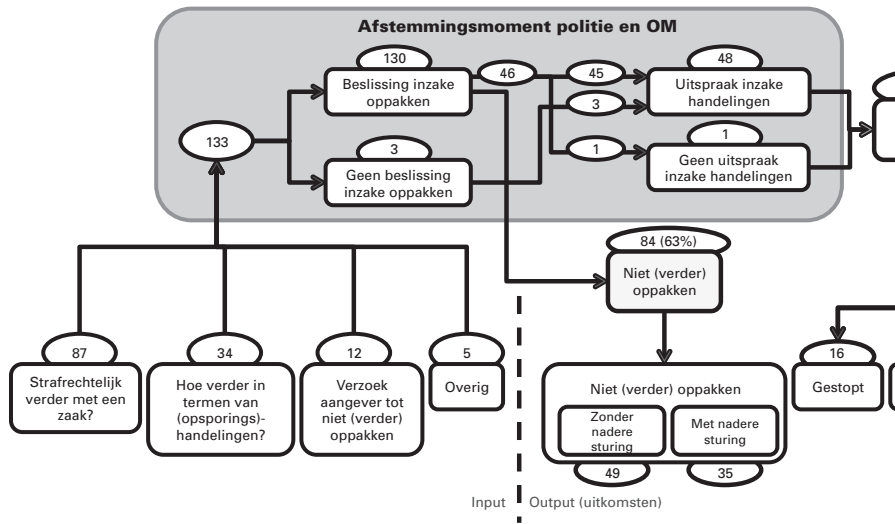 Afstemmingsmoment politie en OM
130
Beslissing inzake
oppakken
46
45
48
Uitspraak inzake
handelingen
3
133
3
Geen beslissing
inzake oppakken
1
1
Geen uitspraak
inzake handelingen
84 (63%)
Niet (verder)
oppakken
87
Strafrechtelijk
verder met een
zaak?
34
Hoe verder in
termen van
(opsporings)-
handelingen?
12
Verzoek
aangever tot
niet (verder)
oppakken
5
Overig
Niet (verder) oppakken
Zonder
nadere
sturing
Met nadere
sturing
49
35
16
Gestopt
Input
Output (uitkomsten)